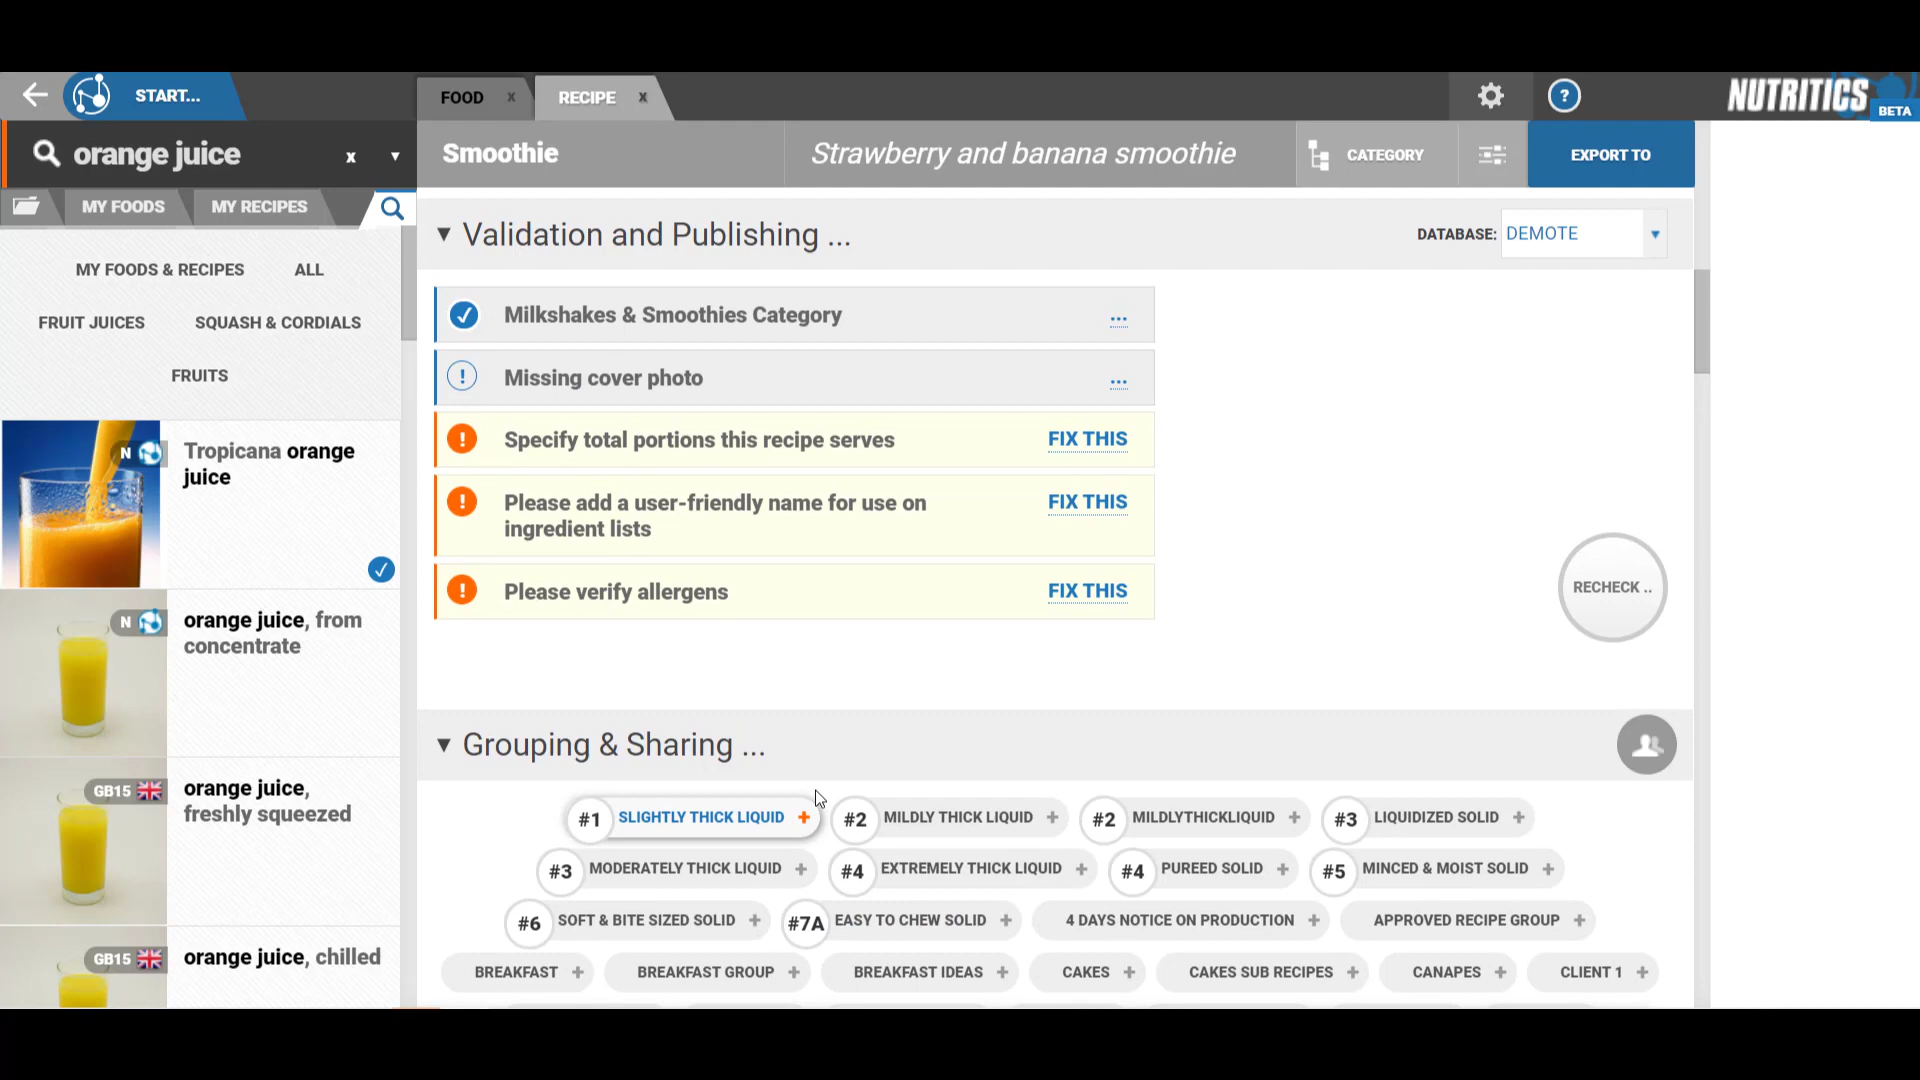 START...
FOOD x
RECIPE x
?
NUTRITICS
BETA
orange juice x
Smoothie
Strawberry and banana smoothie
CATEGORY
EXPORT TO
MY FOODS
MY RECIPES
MY FOODS & RECIPES
ALL
FRUIT JUICES
SQUASH & CORDIALS
FRUITS
N
Tropicana orange
juice
N
orange juice, from
concentrate
GB15
orange juice,
freshly squeezed
GB15
orange juice, chilled
Validation and Publishing ...
DATABASE: DEMOTE
Milkshakes & Smoothies Category ...
! Missing cover photo ...
! Specify total portions this recipe serves FIX THIS
! Please add a user-friendly name for use on FIX THIS
ingredient lists
! Please verify allergens FIX THIS
RECHECK ..
Grouping & Sharing ...
#1 SLIGHTLY THICK LIQUID + #2 MILDLY THICK LIQUID + #2 MILDLYTHICKLIQUID + #3 LIQUIDIZED SOLID +
#3 MODERATELY THICK LIQUID + #4 EXTREMELY THICK LIQUID + #4 PUREED SOLID + #5 MINCED & MOIST SOLID +
#6 SOFT & BITE SIZED SOLID + #7A EASY TO CHEW SOLID + 4 DAYS NOTICE ON PRODUCTION + APPROVED RECIPE GROUP +
BREAKFAST + BREAKFAST GROUP + BREAKFAST IDEAS + CAKES + CAKES SUB RECIPES + CANAPES + CLIENT 1 +